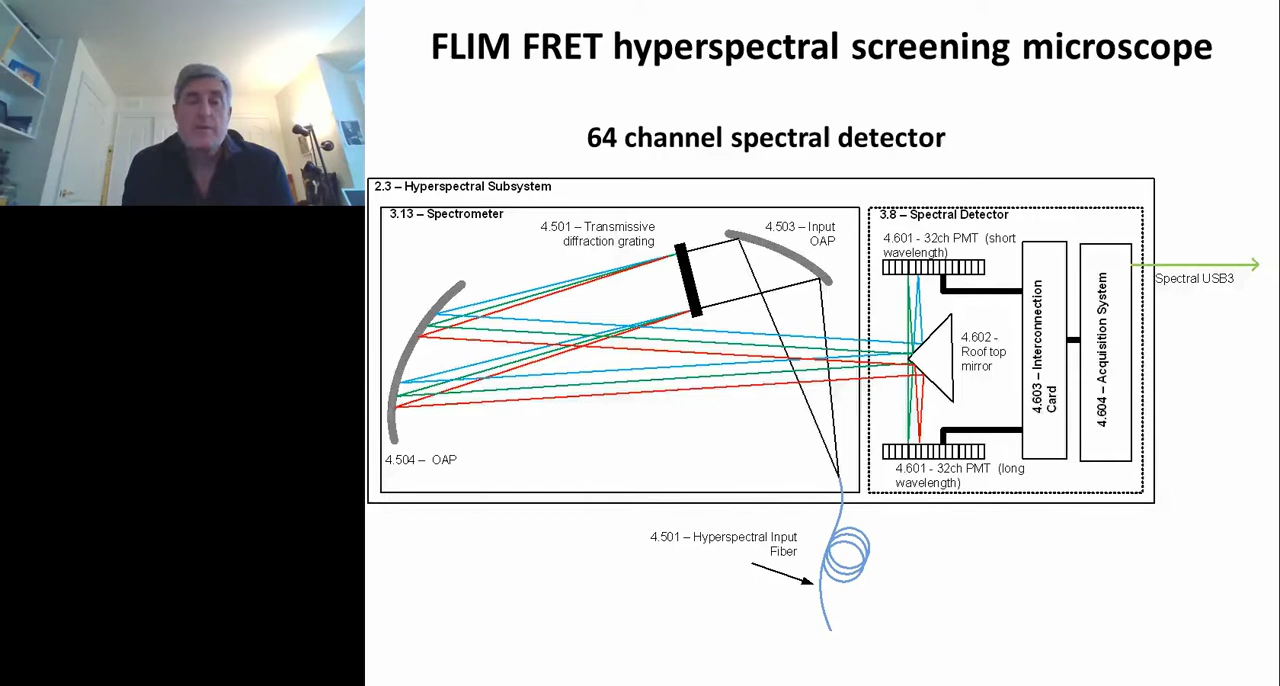 FLIM FRET hyperspectral screening microscope
64 channel spectral detector
2.3 – Hyperspectral Subsystem
3.13 – Spectrometer
4.501 – Transmissive
diffraction grating
4.503 – Input
OAP
4.504 – OAP
3.8 – Spectral Detector
4.601 - 32ch PMT (short
wavelength)
4.602 -
Roof top
mirror
4.603 – Interconnection
Card
4.604 – Acquisition System
Spectral USB3
4.601 - 32ch PMT (long
wavelength)
4.501 – Hyperspectral Input
Fiber